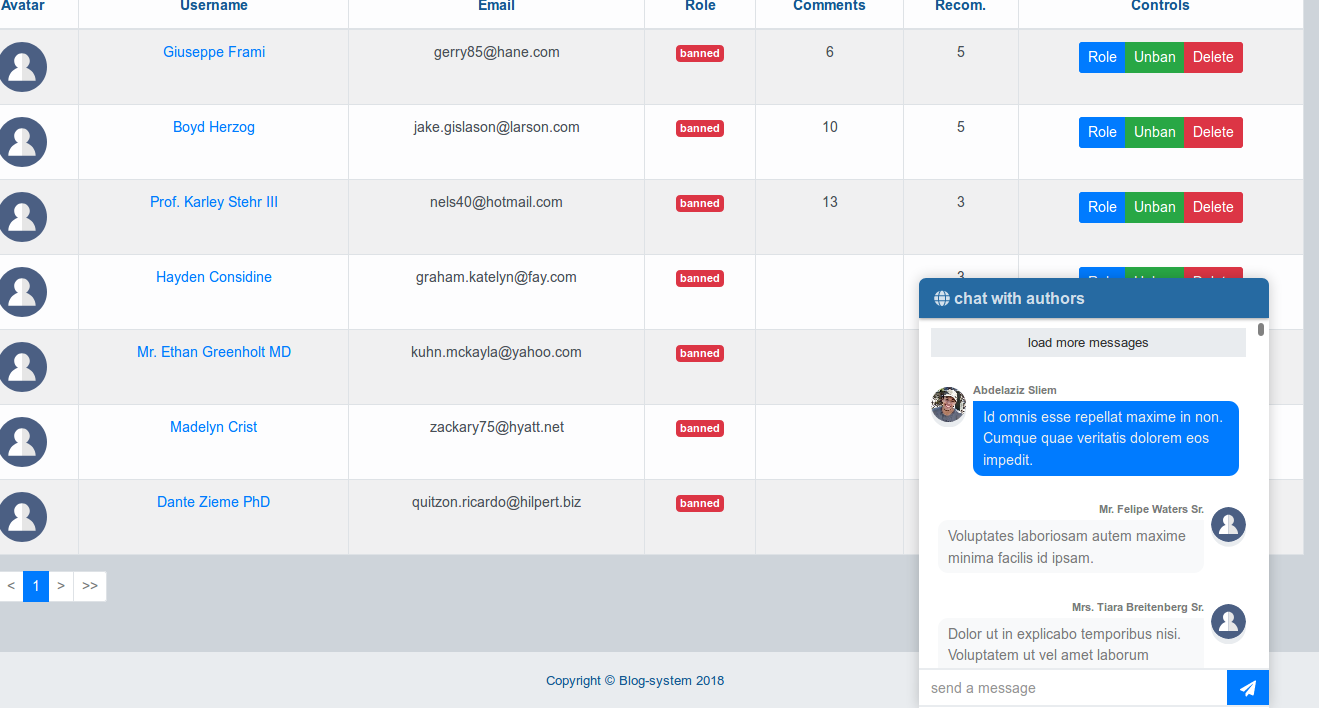 Avatar Username Email Role Comments Recom. Controls
Giuseppe Frami gerry85@hane.com banned 6 5 Role Unban Delete
Boyd Herzog jake.gislason@larson.com banned 10 5 Role Unban Delete
Prof. Karley Stehr III nels40@hotmail.com banned 13 3 Role Unban Delete
Hayden Considine graham.katelyn@fay.com banned 3 Role Unban Delete
Mr. Ethan Greenholt MD kuhn.mckayla@yahoo.com banned
Madelyn Crist zackary75@hyatt.net banned
Dante Zieme PhD quitzon.ricardo@hilpert.biz banned
< 1 > >>
chat with authors
load more messages
Abdelaziz Sliem
Id omnis esse repellat maxime in non.
Cumque quae veritatis dolorem eos
impedit.
Mr. Felipe Waters Sr.
Voluptates laboriosam autem maxime
minima facilis id ipsam.
Mrs. Tiara Breitenberg Sr.
Dolor ut in explicabo temporibus nisi.
Voluptatem ut vel amet laborum
send a message
Copyright © Blog-system 2018